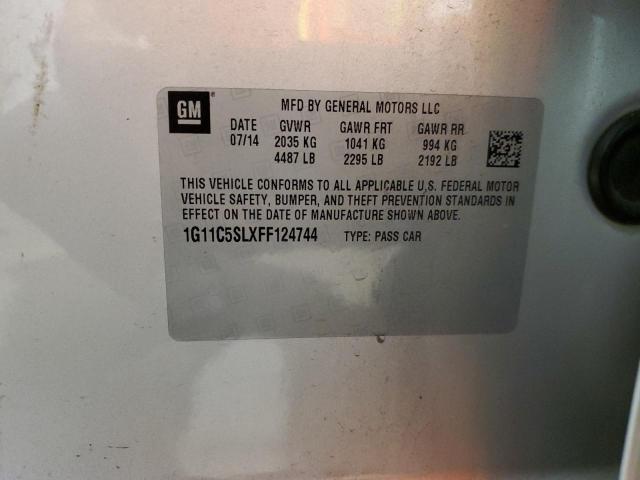 GM
MFD BY GENERAL MOTORS LLC
DATE GVWR GAWR FRT GAWR RR
07/14 2035 KG 1041 KG 994 KG
4487 LB 2295 LB 2192 LB
THIS VEHICLE CONFORMS TO ALL APPLICABLE U.S. FEDERAL MOTOR
VEHICLE SAFETY, BUMPER, AND THEFT PREVENTION STANDARDS IN
EFFECT ON THE DATE OF MANUFACTURE SHOWN ABOVE.
1G11C5SLXFF124744 TYPE: PASS CAR